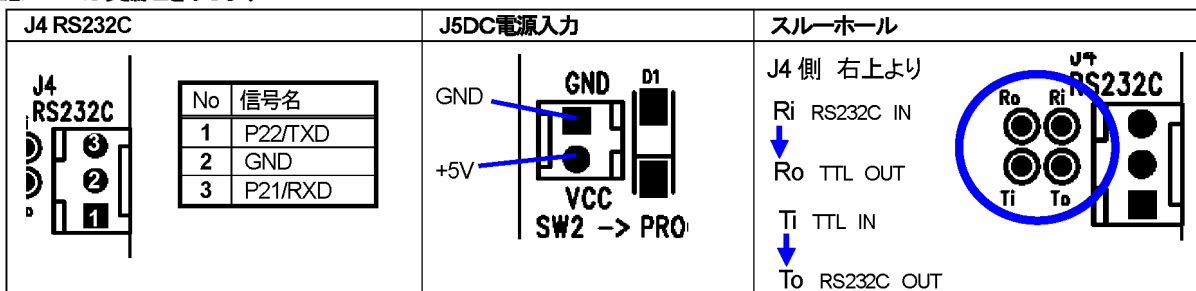 J4 RS232C
J4
RS232C
3
2
1
No 信号名
1 P22/TXD
2 GND
3 P21/RXD
J5DC電源入力
GND
+5V
GND D1
VCC
SW2 -> PRO
スルーホール
J4 側 右上より
Ri RS232C IN
Ro TTL OUT
Ti TTL IN
To RS232C OUT
J4
RS232C
Ro Ri
Ti To